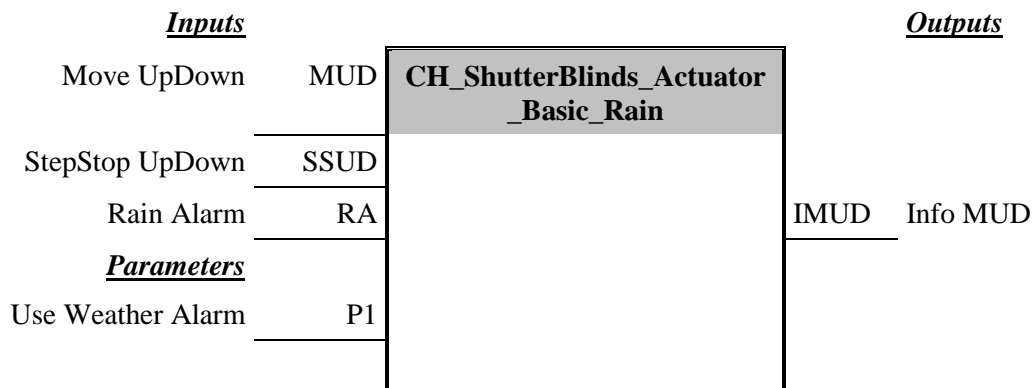 Inputs Outputs
Move UpDown MUD CH_ShutterBlinds_Actuator
_Basic_Rain
StepStop UpDown SSUD
Rain Alarm RA IMUD Info MUD
Parameters
Use Weather Alarm P1